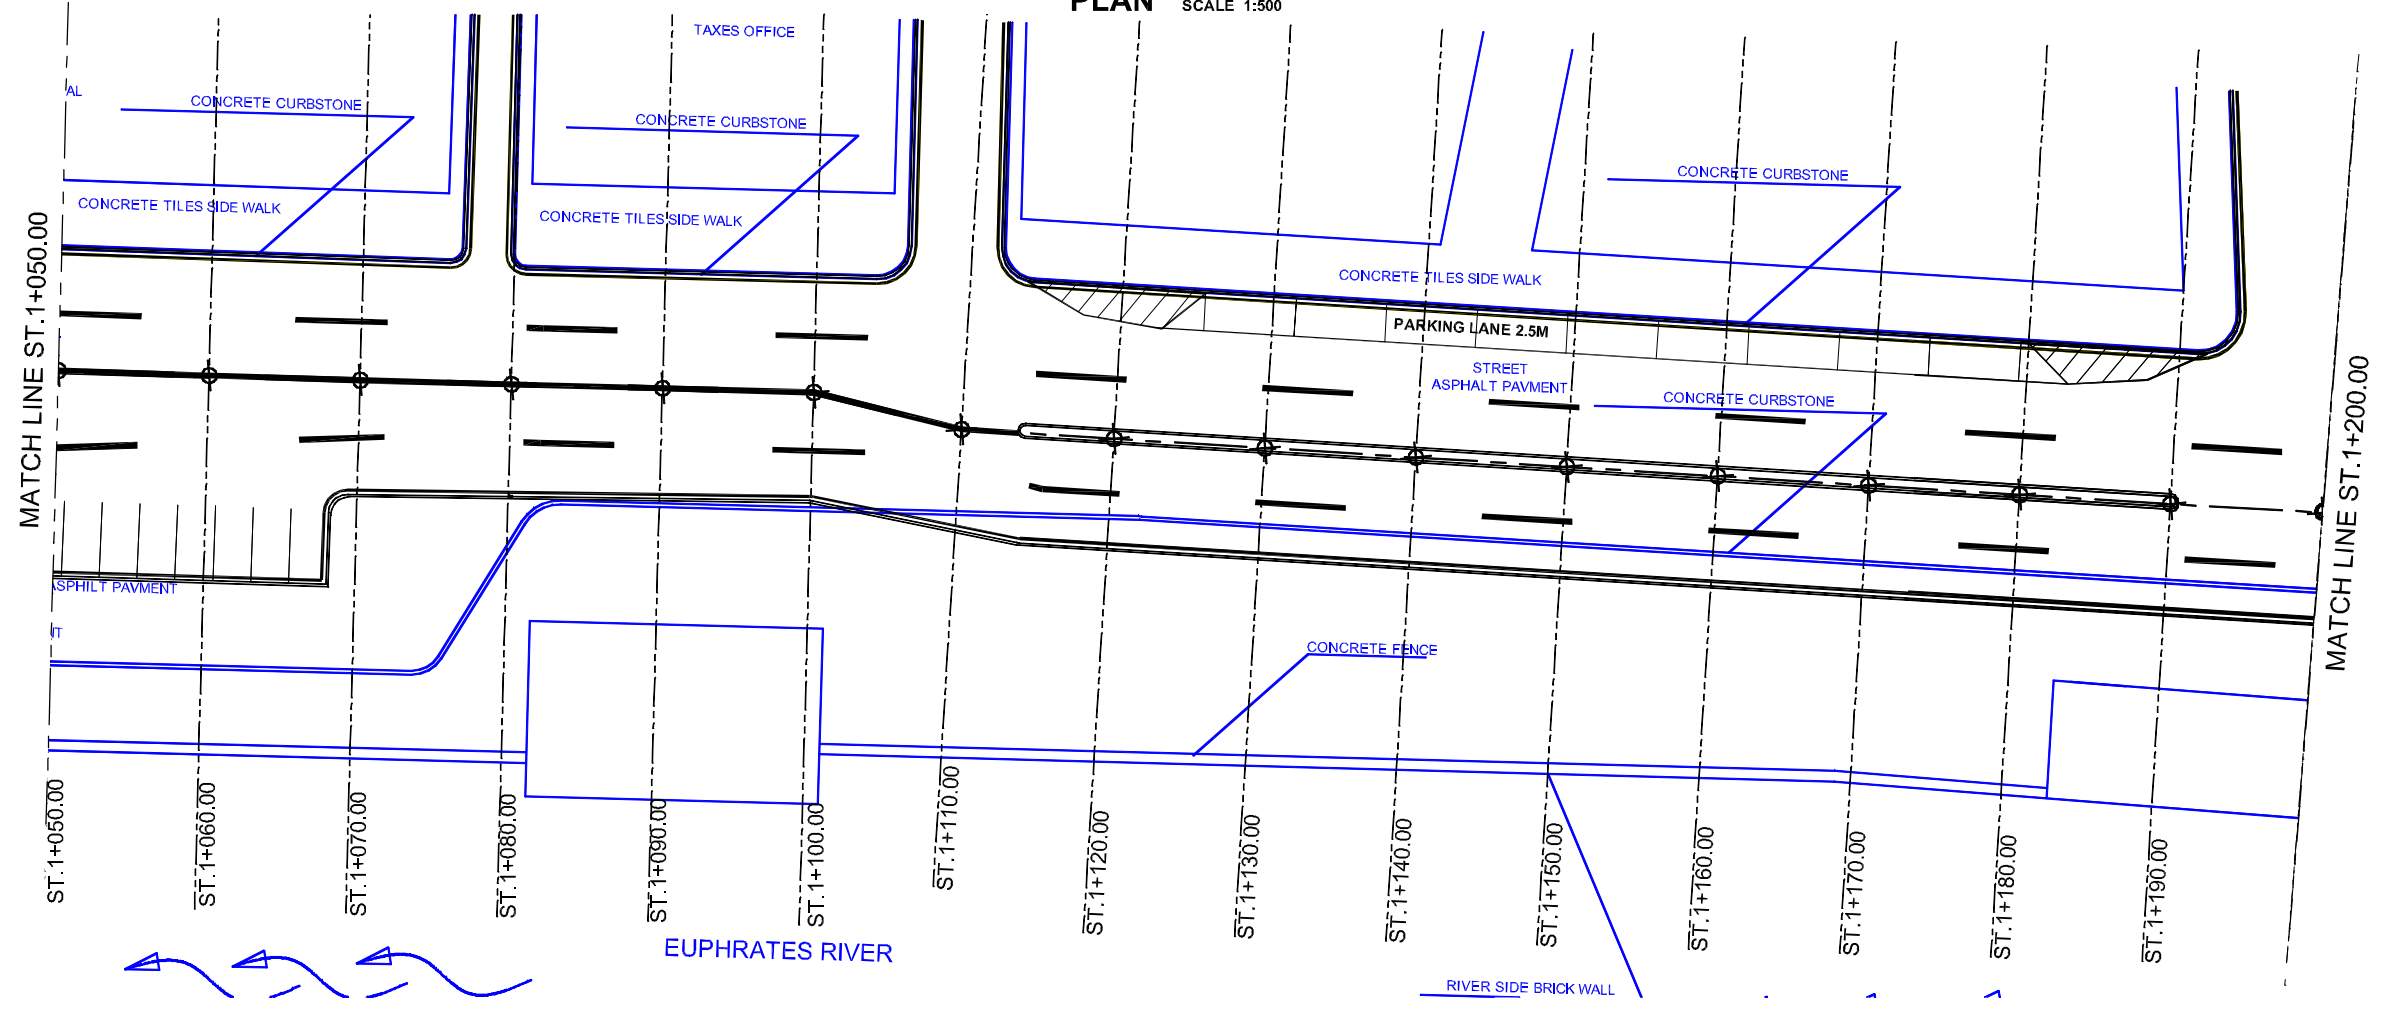 PLAN SCALE 1:500
TAXES OFFICE
AL
CONCRETE CURBSTONE
CONCRETE CURBSTONE
CONCRETE CURBSTONE
CONCRETE TILES SIDE WALK
CONCRETE TILES SIDE WALK
CONCRETE TILES SIDE WALK
MATCH LINE ST.1+050.00
PARKING LANE 2.5M
STREET
ASPHALT PAVMENT
CONCRETE CURBSTONE
MATCH LINE ST.1+200.00
ASPHILT PAVMENT
NT
CONCRETE FENCE
ST.1+050.00
ST.1+060.00
ST.1+070.00
ST.1+080.00
ST.1+090.00
ST.1+100.00
ST.1+110.00
ST.1+120.00
ST.1+130.00
ST.1+140.00
ST.1+150.00
ST.1+160.00
ST.1+170.00
ST.1+180.00
ST.1+190.00
EUPHRATES RIVER
RIVER SIDE BRICK WALL